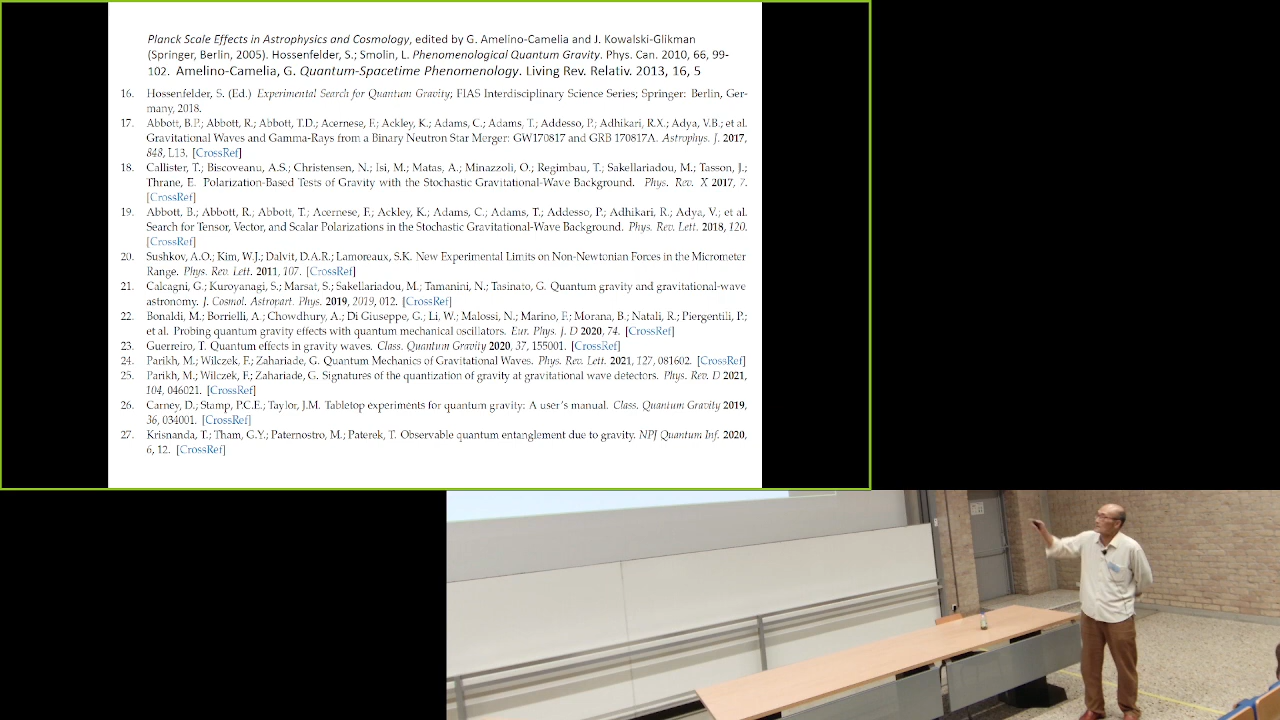 Planck Scale Effects in Astrophysics and Cosmology, edited by G. Amelino-Camelia and J. Kowalski-Glikman
(Springer, Berlin, 2005). Hossenfelder, S.; Smolin, L. Phenomenological Quantum Gravity. Phys. Can. 2010, 66, 99-
102. Amelino-Camelia, G. Quantum-Spacetime Phenomenology. Living Rev. Relativ. 2013, 16, 5
16. Hossenfelder, S. (Ed.) Experimental Search for Quantum Gravity; FIAS Interdisciplinary Science Series; Springer: Berlin, Ger-
many, 2018.
17. Abbott, B.P.; Abbott, R.; Abbott, T.D.; Acernese, F.; Ackley, K.; Adams, C.; Adams, T.; Addesso, P.; Adhikari, R.X.; Adya, V.B.; et al.
Gravitational Waves and Gamma-Rays from a Binary Neutron Star Merger: GW170817 and GRB 170817A. Astrophys. J. 2017,
848, L13. [CrossRef]
18. Callister, T.; Biscoveanu, A.S.; Christensen, N.; Isi, M.; Matas, A.; Minazzoli, O.; Regimbau, T.; Sakellariadou, M.; Tasson, J.;
Thrane, E. Polarization-Based Tests of Gravity with the Stochastic Gravitational-Wave Background. Phys. Rev. X 2017, 7.
[CrossRef]
19. Abbott, B.; Abbott, R.; Abbott, T.; Acernese, F.; Ackley, K.; Adams, C.; Adams, T.; Addesso, P.; Adhikari, R.; Adya, V.; et al.
Search for Tensor, Vector, and Scalar Polarizations in the Stochastic Gravitational-Wave Background. Phys. Rev. Lett. 2018, 120.
[CrossRef]
20. Sushkov, A.O.; Kim, W.J.; Dalvit, D.A.R.; Lamoreaux, S.K. New Experimental Limits on Non-Newtonian Forces in the Micrometer
Range. Phys. Rev. Lett. 2011, 107. [CrossRef]
21. Calcagni, G.; Kuroyanagi, S.; Marsat, S.; Sakellariadou, M.; Tamanini, N.; Tasinato, G. Quantum gravity and gravitational-wave
astronomy. J. Cosmol. Astropart. Phys. 2019, 2019, 012. [CrossRef]
22. Bonaldi, M.; Borrielli, A.; Chowdhury, A.; Di Giuseppe, G.; Li, W.; Malossi, N.; Marino, F.; Morana, B.; Natali, R.; Piergentili, P.;
et al. Probing quantum gravity effects with quantum mechanical oscillators. Eur. Phys. J. D 2020, 74. [CrossRef]
23. Guerreiro, T. Quantum effects in gravity waves. Class. Quantum Gravity 2020, 37, 155001. [CrossRef]
24. Parikh, M.; Wilczek, F.; Zahariade, G. Quantum Mechanics of Gravitational Waves. Phys. Rev. Lett. 2021, 127, 081602. [CrossRef]
25. Parikh, M.; Wilczek, F.; Zahariade, G. Signatures of the quantization of gravity at gravitational wave detectors. Phys. Rev. D 2021,
104, 046021. [CrossRef]
26. Carney, D.; Stamp, P.C.E.; Taylor, J.M. Tabletop experiments for quantum gravity: A user's manual. Class. Quantum Gravity 2019,
36, 034001. [CrossRef]
27. Krisnanda, T.; Tham, G.Y.; Paternostro, M.; Paterek, T. Observable quantum entanglement due to gravity. NPJ Quantum Inf. 2020,
6, 12. [CrossRef]